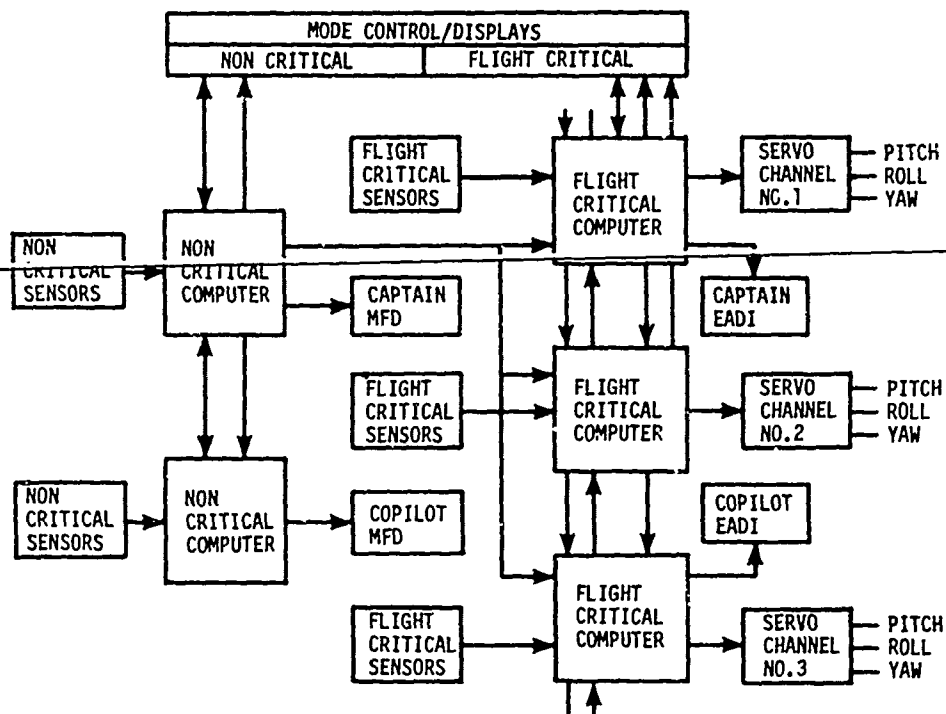 MODE CONTROL/DISPLAYS
NON CRITICAL
FLIGHT CRITICAL
FLIGHT
CRITICAL
SENSORS
FLIGHT
CRITICAL
COMPUTER
SERVO
CHANNEL
NO.1
PITCH
ROLL
YAW
NON
CRITICAL
SENSORS
NON
CRITICAL
COMPUTER
CAPTAIN
MFD
CAPTAIN
EADI
FLIGHT
CRITICAL
SENSORS
FLIGHT
CRITICAL
COMPUTER
SERVO
CHANNEL
NO.2
PITCH
ROLL
YAW
NON
CRITICAL
SENSORS
NON
CRITICAL
COMPUTER
COPILOT
MFD
COPILOT
EADI
FLIGHT
CRITICAL
SENSORS
FLIGHT
CRITICAL
COMPUTER
SERVO
CHANNEL
NO.3
PITCH
ROLL
YAW